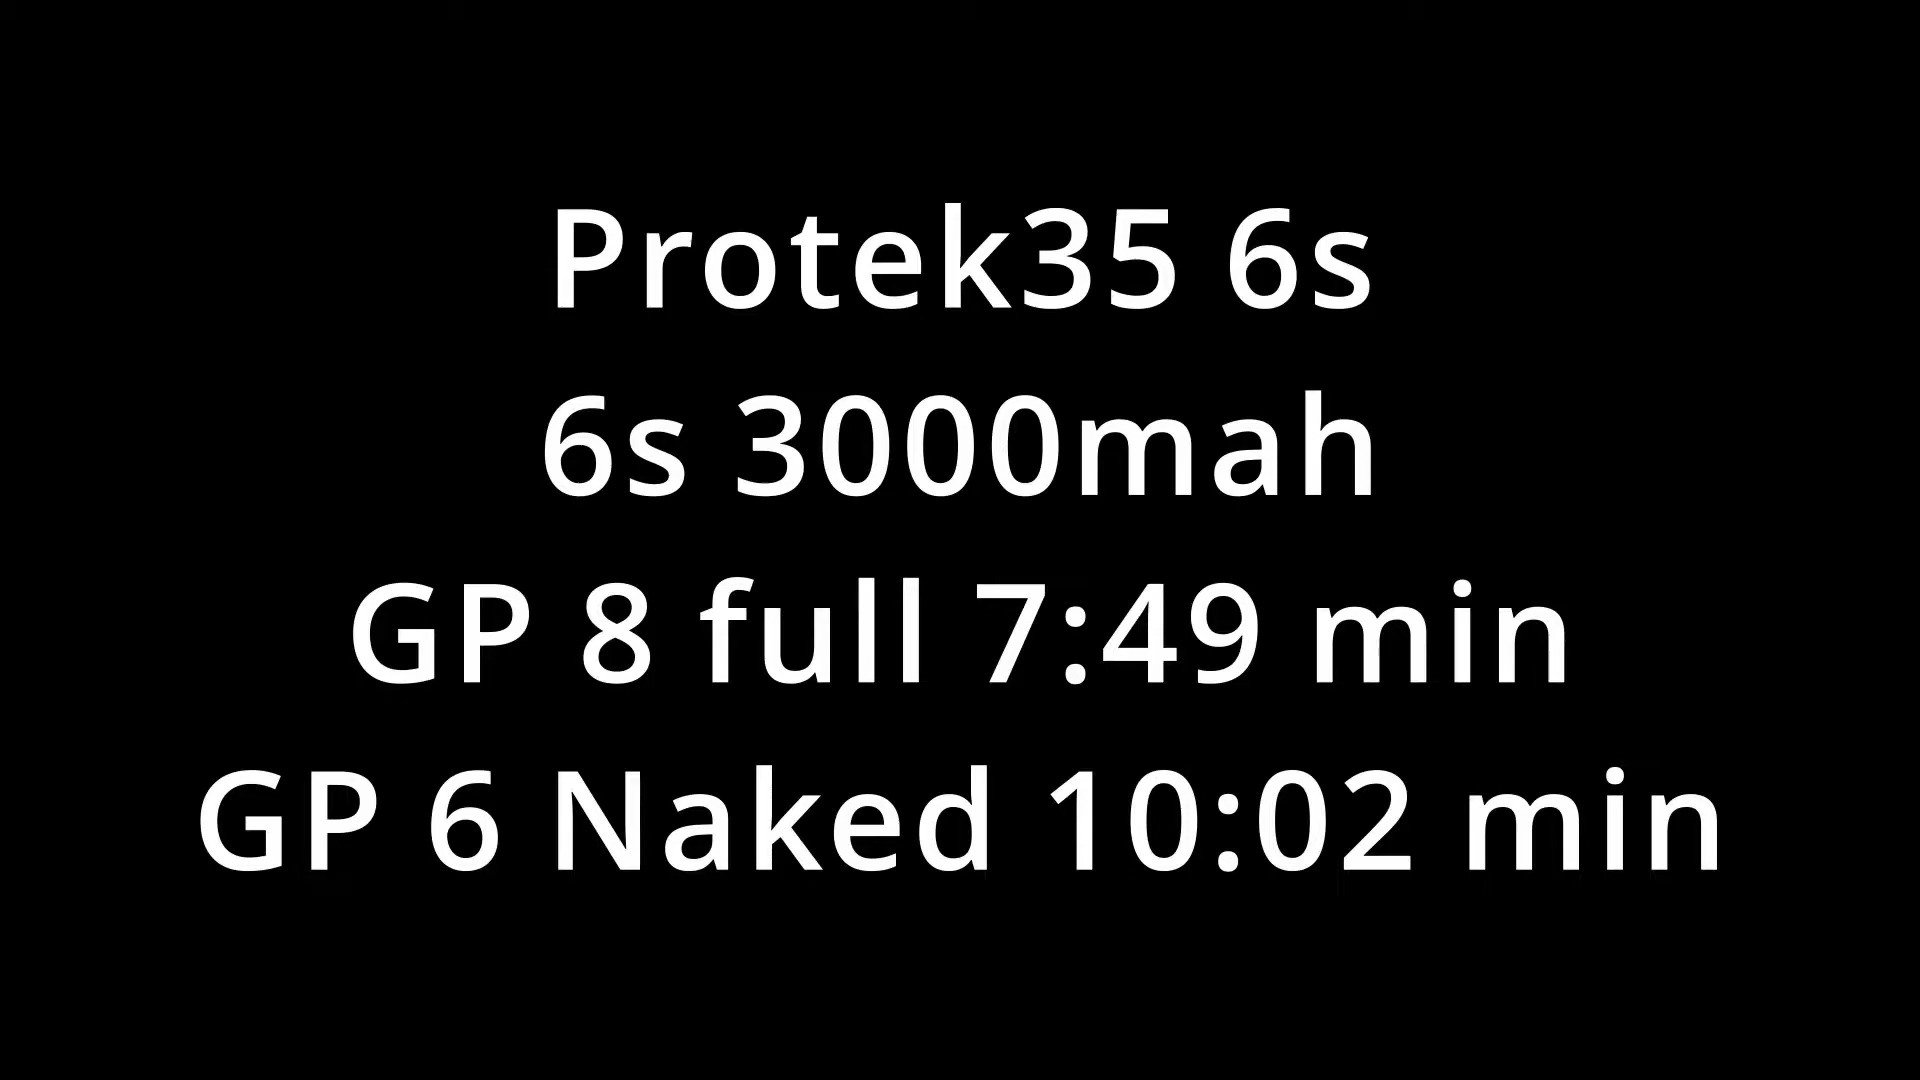 Protek35 6s
6s 3000mah
GP 8 full 7:49 min
GP 6 Naked 10:02 min